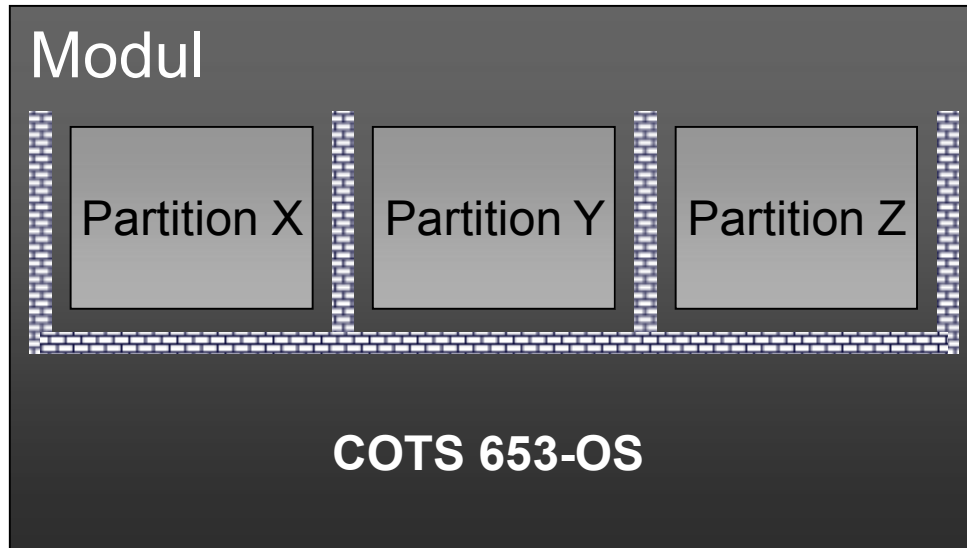 Modul
Partition X
Partition Y
Partition Z
COTS 653-OS